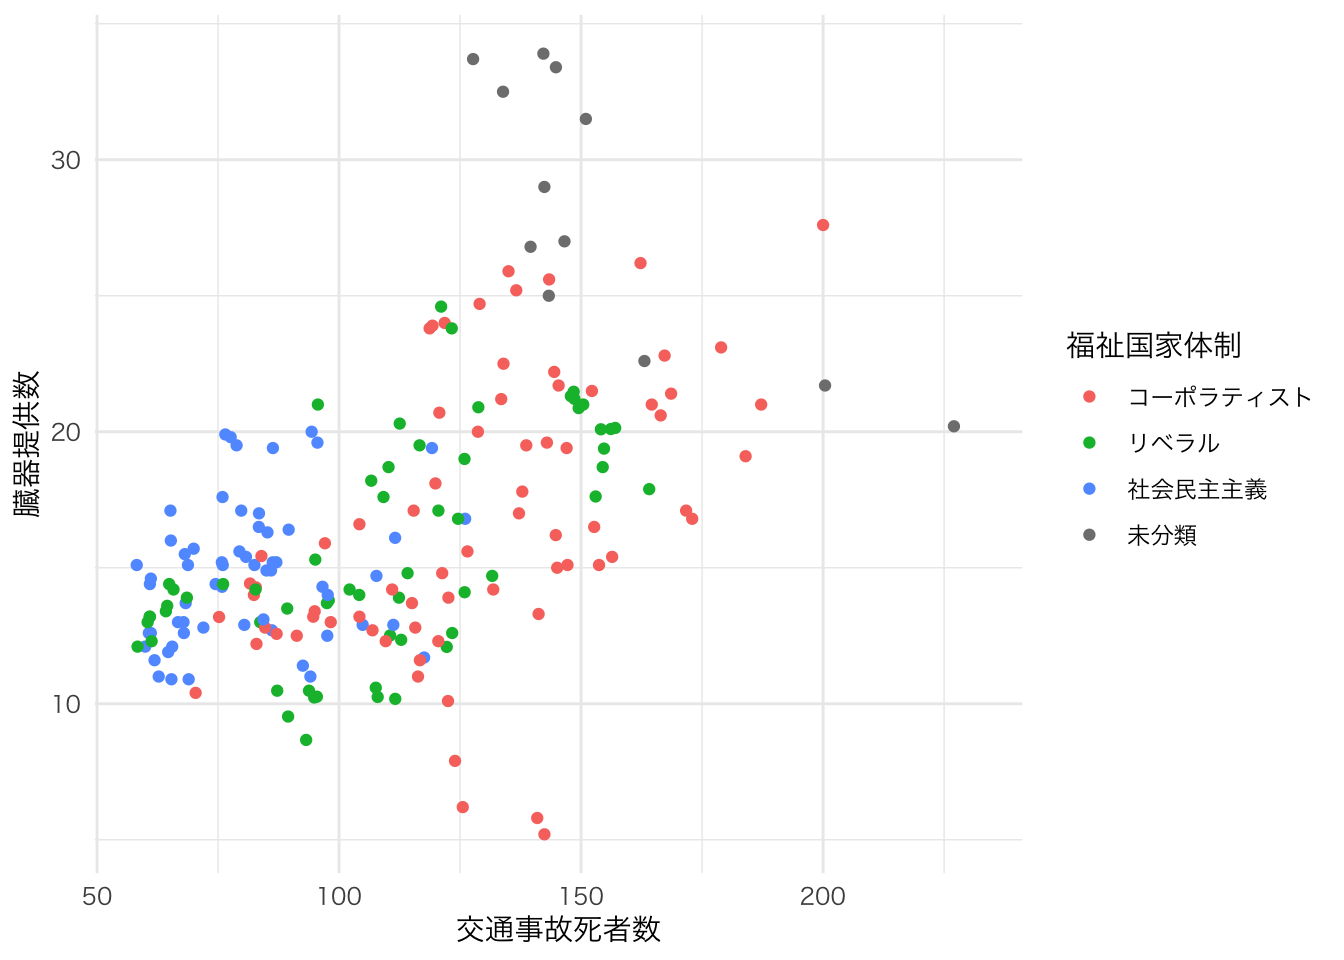 30
20
10
臓器提供数
50
100
150
200
交通事故死者数
福祉国家体制
コーポラティスト
リベラル
社会民主主義
未分類